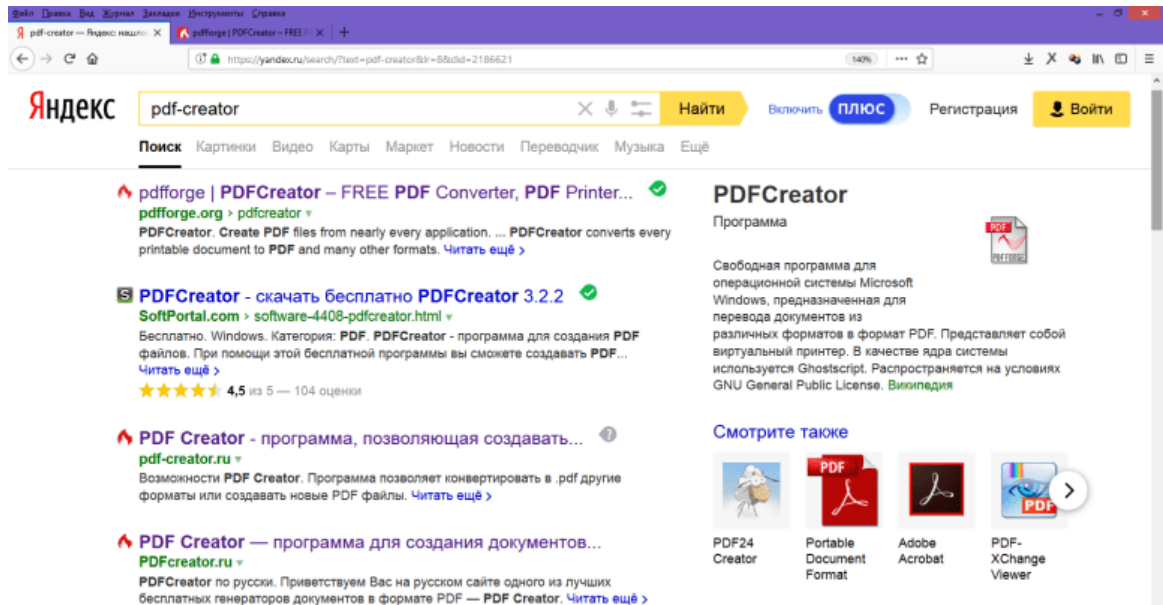 Файл Правка Вид Журнал Закладки Инструменты Справка
pdf-creator — Яндекс: нашлос
pdfforge | PDFCreator – FREE P
https://yandex.ru/search/?text=pdf-creator&lr=8&clid=2186621
140%
Яндекс
pdf-creator
Найти
Включить ПЛЮС
Регистрация
Войти
Поиск Картинки Видео Карты Маркет Новости Переводчик Музыка Ещё
pdfforge | PDFCreator – FREE PDF Converter, PDF Printer...
pdfforge.org › pdfcreator
PDFCreator. Create PDF files from nearly every application. ... PDFCreator converts every
printable document to PDF and many other formats. Читать ещё ›
PDFCreator - скачать бесплатно PDFCreator 3.2.2
SoftPortal.com › software-4408-pdfcreator.html
Бесплатно. Windows. Категория: PDF. PDFCreator - программа для создания PDF
файлов. При помощи этой бесплатной программы вы сможете создавать PDF...
Читать ещё ›
4,5 из 5 — 104 оценки
PDF Creator - программа, позволяющая создавать...
pdf-creator.ru
Возможности PDF Creator. Программа позволяет конвертировать в .pdf другие
форматы или создавать новые PDF файлы. Читать ещё ›
PDF Creator — программа для создания документов...
PDFcreator.ru
PDFCreator по русски. Приветствуем Вас на русском сайте одного из лучших
бесплатных генераторов документов в формате PDF — PDF Creator. Читать ещё ›
PDFCreator
Программа
PDF
PDFFORGE
Свободная программа для
операционной системы Microsoft
Windows, предназначенная для
перевода документов из
различных форматов в формат PDF. Представляет собой
виртуальный принтер. В качестве ядра системы
используется Ghostscript. Распространяется на условиях
GNU General Public License. Википедия
Смотрите также
PDF
PDF
PDF24
Creator
Portable
Document
Format
Adobe
Acrobat
PDF-
XChange
Viewer